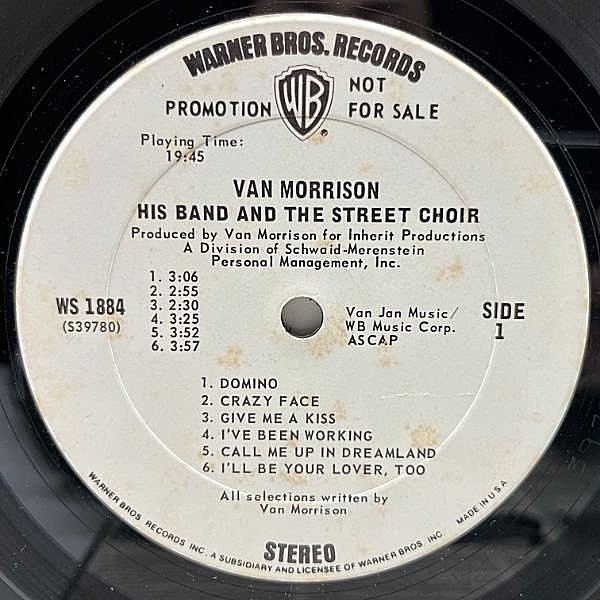 WARNER BROS. RECORDS
PROMOTION WB NOT FOR SALE
®
Playing Time:
19:45
VAN MORRISON
HIS BAND AND THE STREET CHOIR
Produced by Van Morrison for Inherit Productions
A Division of Schwaid-Merenstein
Personal Management, Inc.
1. 3:06
2. 2:55
3. 2:30
4. 3:25
5. 3:52
6. 3:57
WS 1884
(S39780)
Van Jan Music/
WB Music Corp.
ASCAP
SIDE
1
1. DOMINO
2. CRAZY FACE
3. GIVE ME A KISS
4. I'VE BEEN WORKING
5. CALL ME UP IN DREAMLAND
6. I'LL BE YOUR LOVER, TOO
All selections written by
Van Morrison
STEREO
WARNER BROS. RECORDS INC. A SUBSIDIARY AND LICENSEE OF WARNER BROS. INC. MADE IN U.S.A.